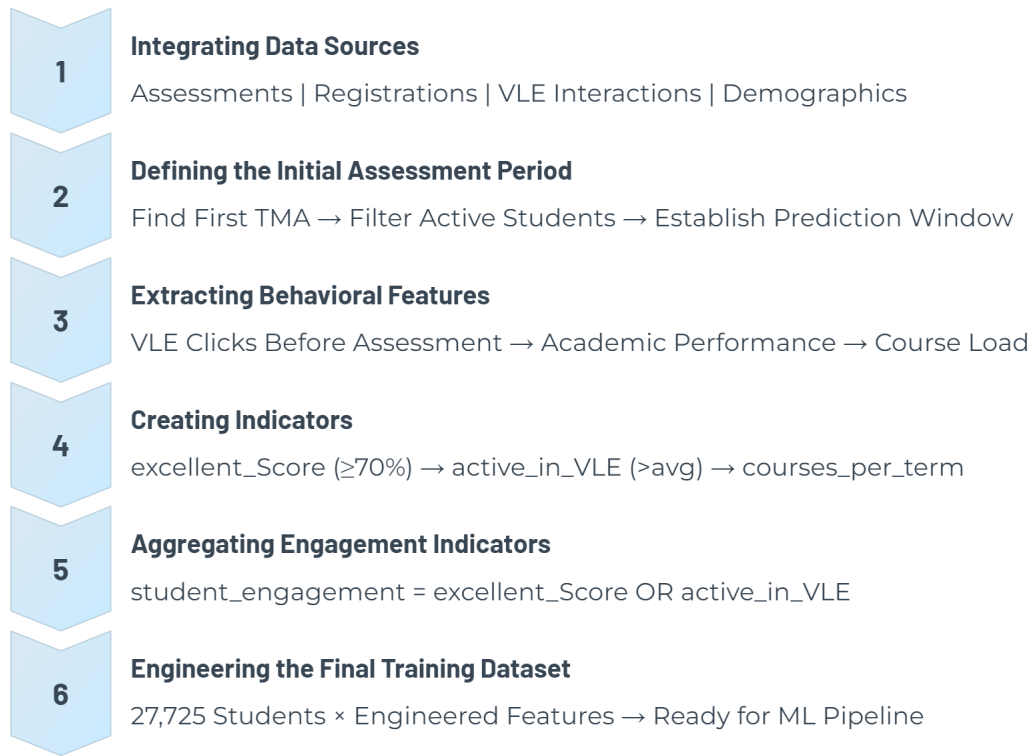 1
Integrating Data Sources
Assessments | Registrations | VLE Interactions | Demographics
2
Defining the Initial Assessment Period
Find First TMA → Filter Active Students → Establish Prediction Window
3
Extracting Behavioral Features
VLE Clicks Before Assessment → Academic Performance → Course Load
4
Creating Indicators
excellent_Score (≥70%) → active_in_VLE (>avg) → courses_per_term
5
Aggregating Engagement Indicators
student_engagement = excellent_Score OR active_in_VLE
6
Engineering the Final Training Dataset
27,725 Students × Engineered Features → Ready for ML Pipeline